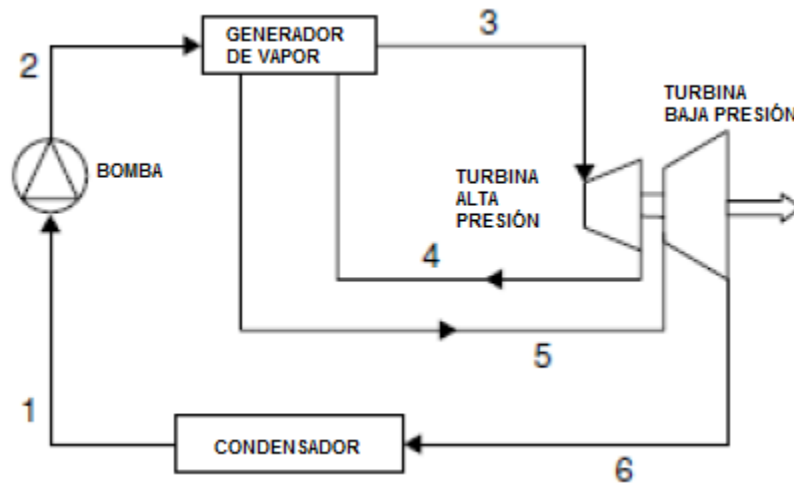 GENERADOR
DE VAPOR
3
2
TURBINA
BAJA PRESIÓN
BOMBA
TURBINA
ALTA
PRESIÓN
4
5
1
CONDENSADOR
6